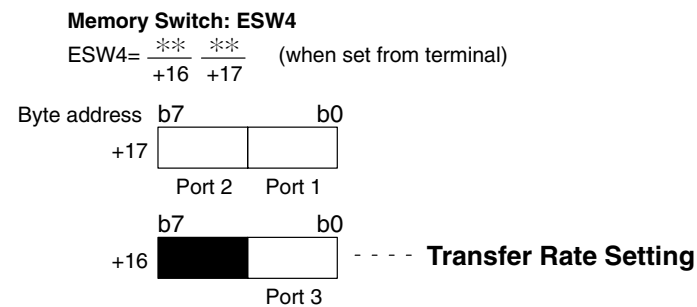 Memory Switch: ESW4
ESW4= ** ** (when set from terminal)
+16 +17
Byte address b7 b0
+17
Port 2 Port 1
b7 b0
+16 - - - - Transfer Rate Setting
Port 3